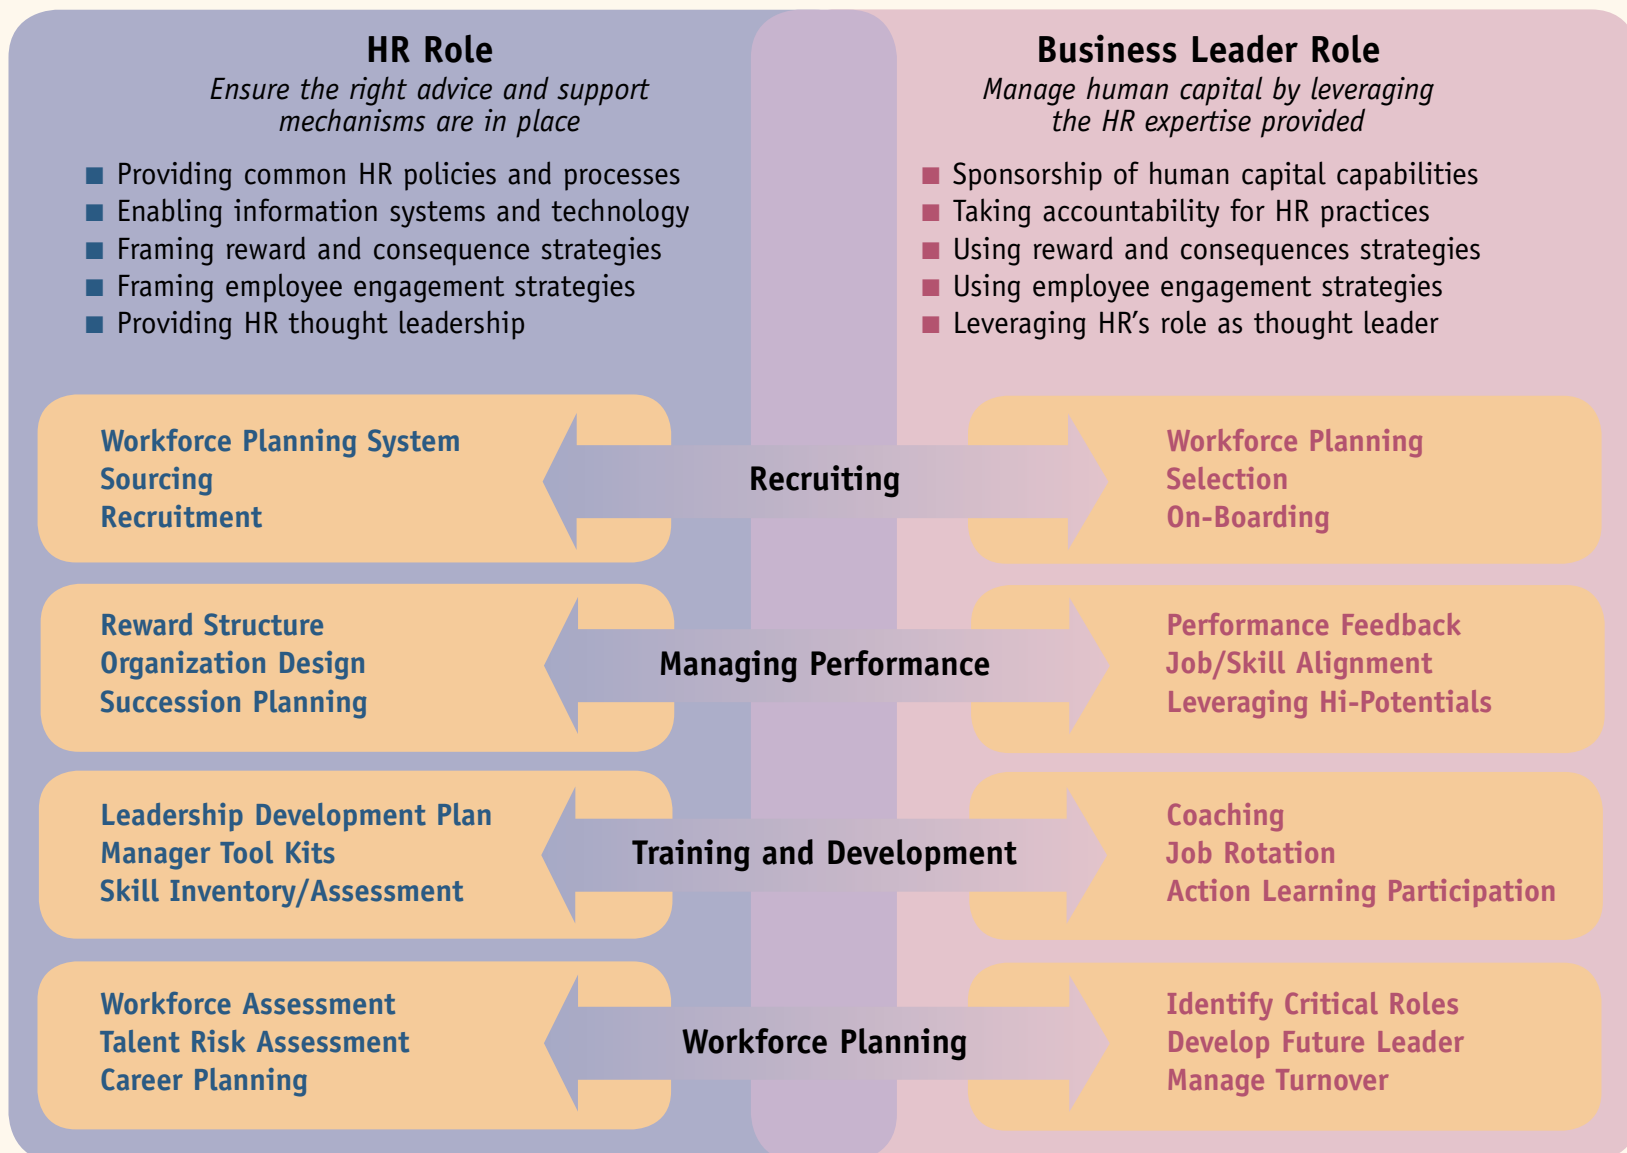 HR Role
Ensure the right advice and support
mechanisms are in place
■ Providing common HR policies and processes
■ Enabling information systems and technology
■ Framing reward and consequence strategies
■ Framing employee engagement strategies
■ Providing HR thought leadership
Business Leader Role
Manage human capital by leveraging
the HR expertise provided
■ Sponsorship of human capital capabilities
■ Taking accountability for HR practices
■ Using reward and consequences strategies
■ Using employee engagement strategies
■ Leveraging HR's role as thought leader
Workforce Planning System
Sourcing
Recruitment
Recruiting
Workforce Planning
Selection
On-Boarding
Reward Structure
Organization Design
Succession Planning
Managing Performance
Performance Feedback
Job/Skill Alignment
Leveraging Hi-Potentials
Leadership Development Plan
Manager Tool Kits
Skill Inventory/Assessment
Training and Development
Coaching
Job Rotation
Action Learning Participation
Workforce Assessment
Talent Risk Assessment
Career Planning
Workforce Planning
Identify Critical Roles
Develop Future Leader
Manage Turnover